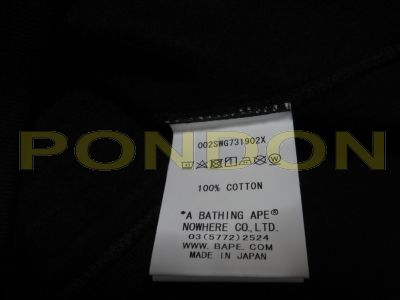 002SWG731902X
PONDON
100% COTTON
*A BATHING APE®
NOWHERE CO.,LTD.
03(5772)2524
WWW.BAPE.COM
MADE IN JAPAN